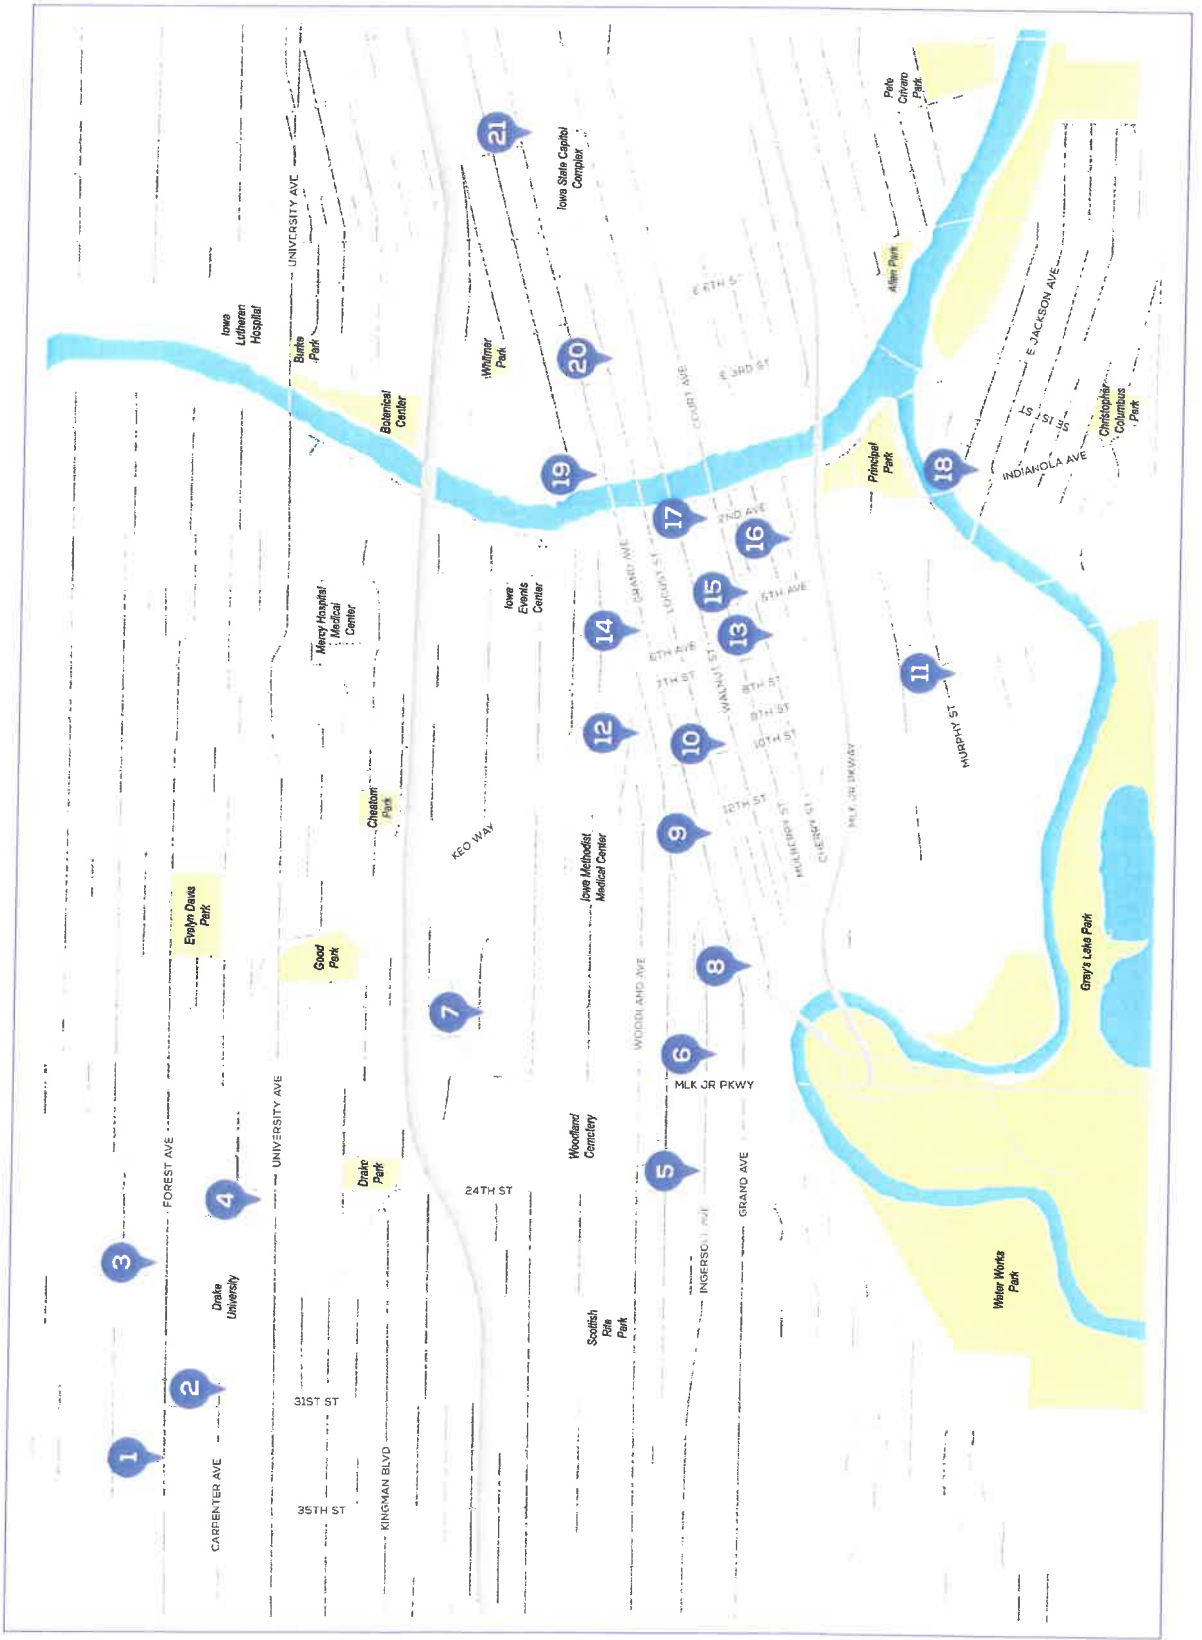 1
2
3
4
5
6
7
8
9
10
11
12
13
14
15
16
17
18
19
20
21
FOREST AVE
CARPENTER AVE
UNIVERSITY AVE
UNIVERSITY AVE
31ST ST
35TH ST
KINGMAN BLVD
24TH ST
KEO WAY
WOODLAND AVE
INGERSOLL AVE
GRAND AVE
MLK JR PKWY
MLK JR PKWAY
MURPHY ST
MULBERRY ST
CHERRY ST
12TH ST
10TH ST
9TH ST
8TH ST
7TH ST
6TH AVE
5TH AVE
2ND AVE
WALNUT ST
LOCUST ST
GRAND AVE
COURT AVE
E 3RD ST
E 6TH ST
E JACKSON AVE
SE 1ST ST
INDIANOLA AVE
Drake
University
Drake
Park
Evelyn Davis
Park
Good
Park
Cheatom
Park
Mercy Hospital
Medical
Center
Iowa
Lutheran
Hospital
Burke
Park
Botanical
Center
Whitmer
Park
Iowa State Capitol
Complex
Iowa
Events
Center
Iowa Methodist
Medical Center
Woodland
Cemetery
Scottish
Rite
Park
Water Works
Park
Gray's Lake Park
Principal
Park
Allen Park
Pete
Crivaro
Park
Christopher
Columbus
Park